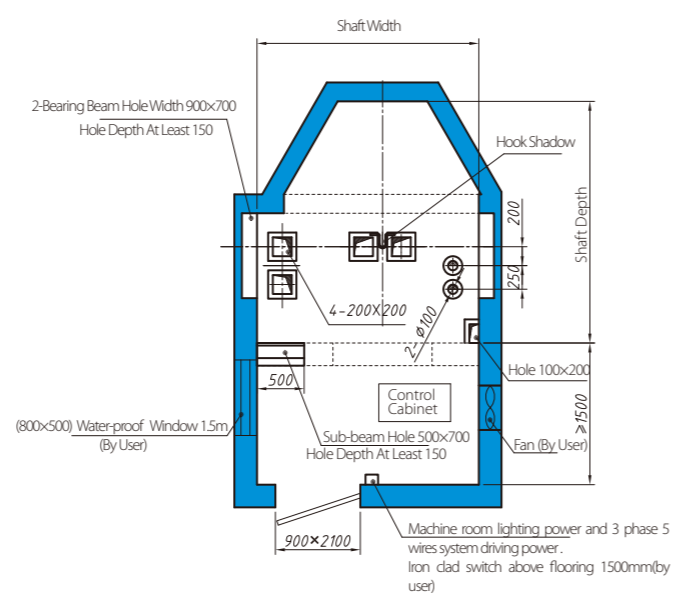 Shaft Width
2-Bearing Beam Hole Width 900×700
Hole Depth At Least 150
Hook Shadow
200
Shaft Depth
250
4-200X200
2-ϕ100
Hole 100×200
500
Control
Cabinet
≥1500
(800×500) Water-proof Window 1.5m
(By User)
Sub-beam Hole 500×700
Hole Depth At Least 150
Fan (By User)
900×2100
Machine room lighting power and 3 phase 5
wires system driving power .
Iron clad switch above flooring 1500mm(by
user)